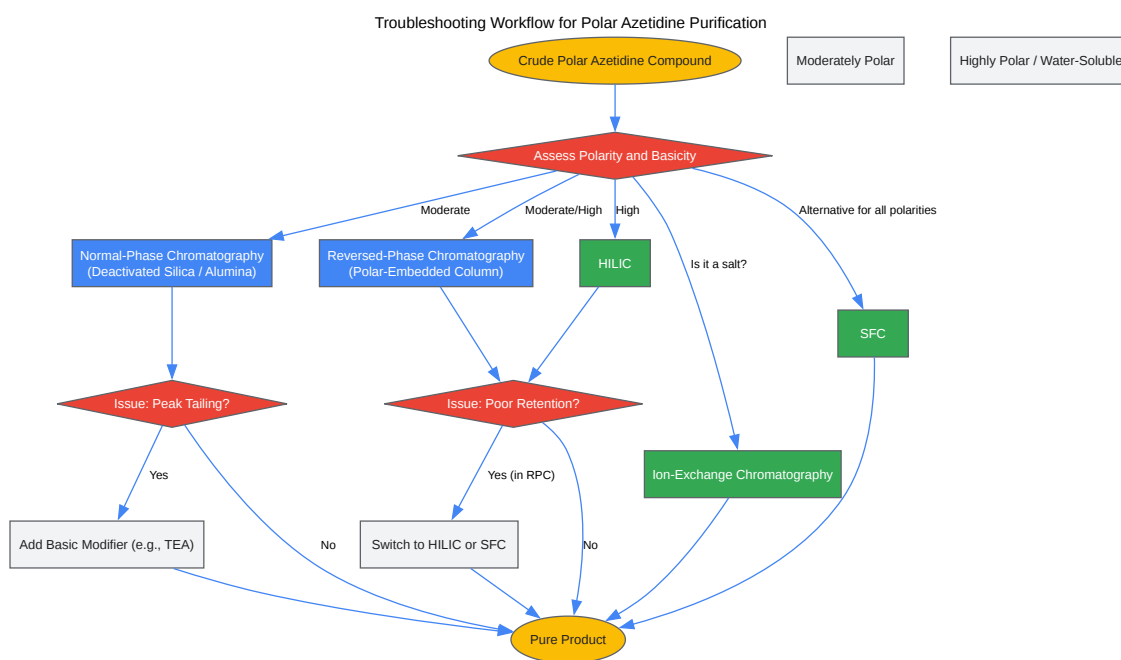 Troubleshooting Workflow for Polar Azetidine Purification
Crude Polar Azetidine Compound
Moderately Polar
Highly Polar / Water-Soluble
Assess Polarity and Basicity
Moderate
Moderate/High
High
Alternative for all polarities
Normal-Phase Chromatography
(Deactivated Silica / Alumina)
Reversed-Phase Chromatography
(Polar-Embedded Column)
HILIC
Is it a salt?
SFC
Issue: Peak Tailing?
Issue: Poor Retention?
Yes
Yes (in RPC)
Ion-Exchange Chromatography
Add Basic Modifier (e.g., TEA)
No
Switch to HILIC or SFC
No
Pure Product